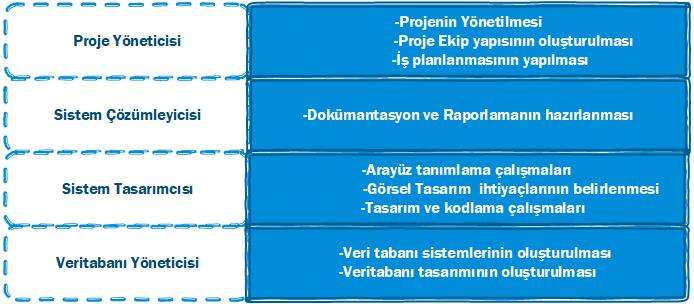 Proje Yöneticisi
-Projenin Yönetilmesi
-Proje Ekip yapısının oluşturulması
-İş planlanmasının yapılması
Sistem Çözümleyicisi
-Dokümantasyon ve Raporlamanın hazırlanması
Sistem Tasarımcısı
-Arayüz tanımlama çalışmaları
-Görsel Tasarım ihtiyaçlarının belirlenmesi
-Tasarım ve kodlama çalışmaları
Veritabanı Yöneticisi
-Veri tabanı sistemlerinin oluşturulması
-Veritabanı tasarımının oluşturulması